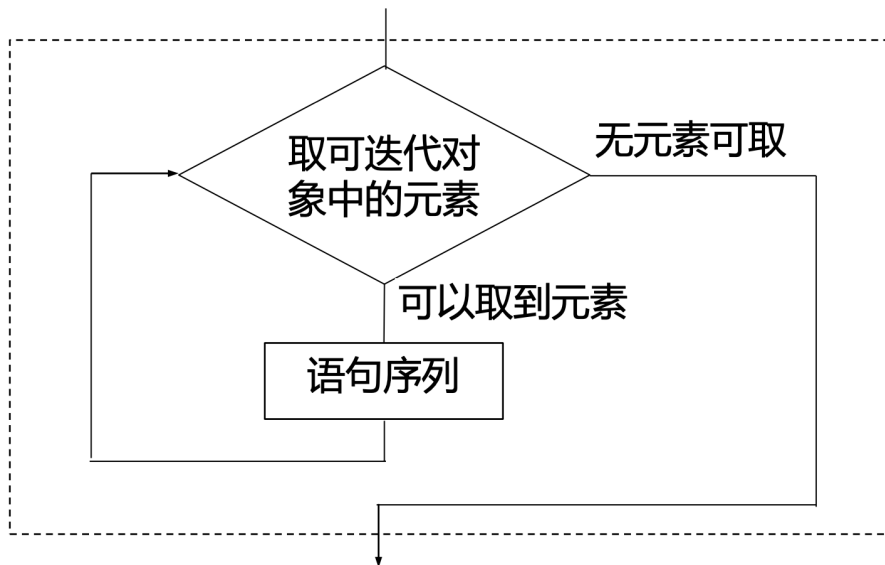 取可迭代对
象中的元素
无元素可取
可以取到元素
语句序列